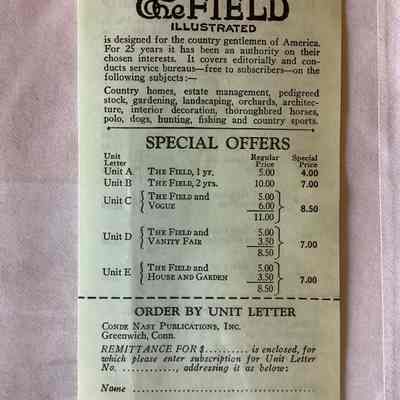 The FIELD
ILLUSTRATED
is designed for the country gentlemen of America.
For 25 years it has been an authority on their
chosen interests. It covers editorially and con-
ducts service bureaus—free to subscribers—on the
following subjects:—
Country homes, estate management, pedigreed
stock, gardening, landscaping, orchards, architec-
ture, interior decoration, thoroughbred horses,
polo, dogs, hunting, fishing and country sports.
SPECIAL OFFERS
Unit Letter Regular Price Special Price
Unit A THE FIELD, 1 yr. 5.00 4.00
Unit B THE FIELD, 2 yrs. 10.00 7.00
Unit C { THE FIELD and 5.00
VOGUE 6.00 } 8.50
11.00
Unit D { THE FIELD and 5.00
VANITY FAIR 3.50 } 7.00
8.50
Unit E { THE FIELD and 5.00
HOUSE AND GARDEN 3.50 } 7.00
8.50
ORDER BY UNIT LETTER
CONDE NAST PUBLICATIONS, INC.
Greenwich, Conn.
REMITTANCE FOR $.......... is enclosed, for
which please enter subscription for Unit Letter
No. ............, addressing it as below:
Name